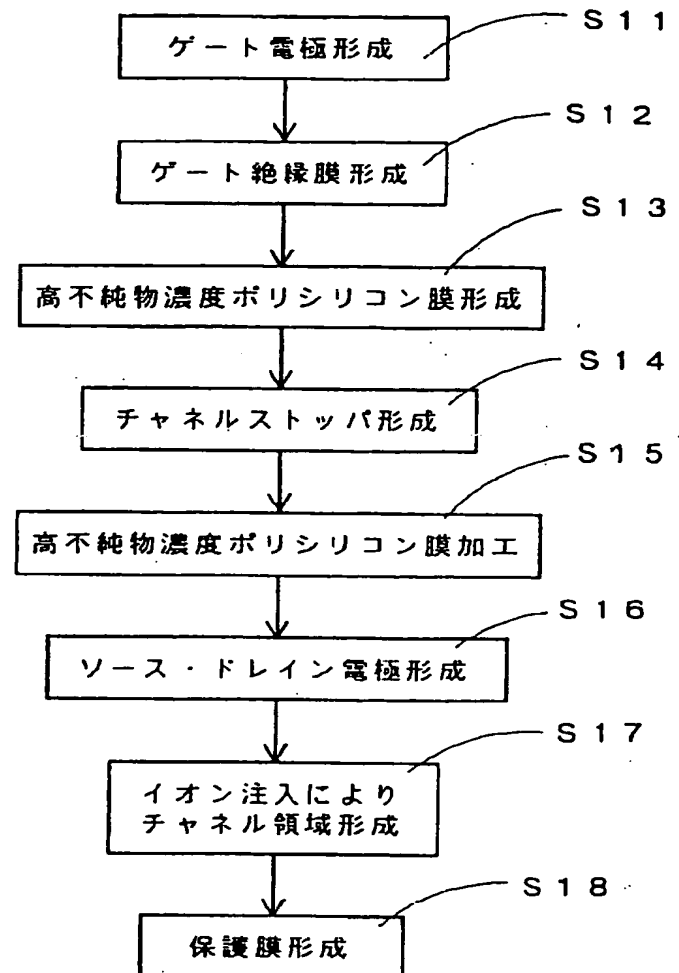 S11
ゲート電極形成
S12
ゲート絶縁膜形成
S13
高不純物濃度ポリシリコン膜形成
S14
チャネルストッパ形成
S15
高不純物濃度ポリシリコン膜加工
S16
ソース・ドレイン電極形成
S17
イオン注入により
チャネル領域形成
S18
保護膜形成